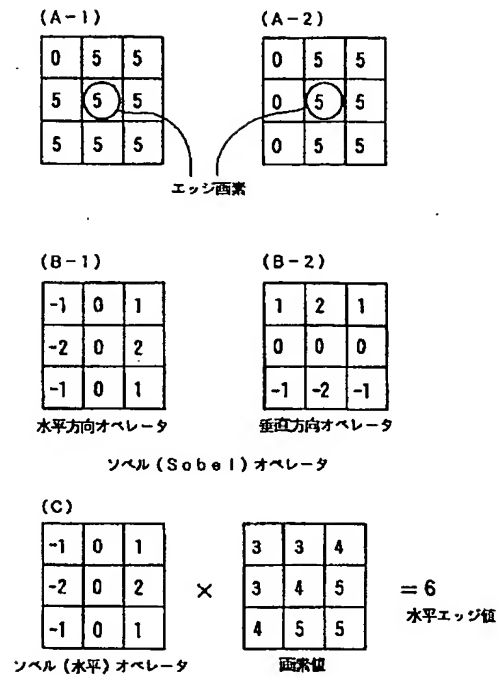 (A-1) (A-2)
0 5 5 0 5 5
5 5 5 0 5 5
5 5 5 0 5 5
エッジ画素
(B-1) (B-2)
-1 0 1 1 2 1
-2 0 2 0 0 0
-1 0 1 -1 -2 -1
水平方向オペレータ 垂直方向オペレータ
ソベル(Sobel)オペレータ
(C)
-1 0 1 3 3 4
-2 0 2 × 3 4 5 =6
-1 0 1 4 5 5
水平エッジ値
ソベル(水平)オペレータ 画素値